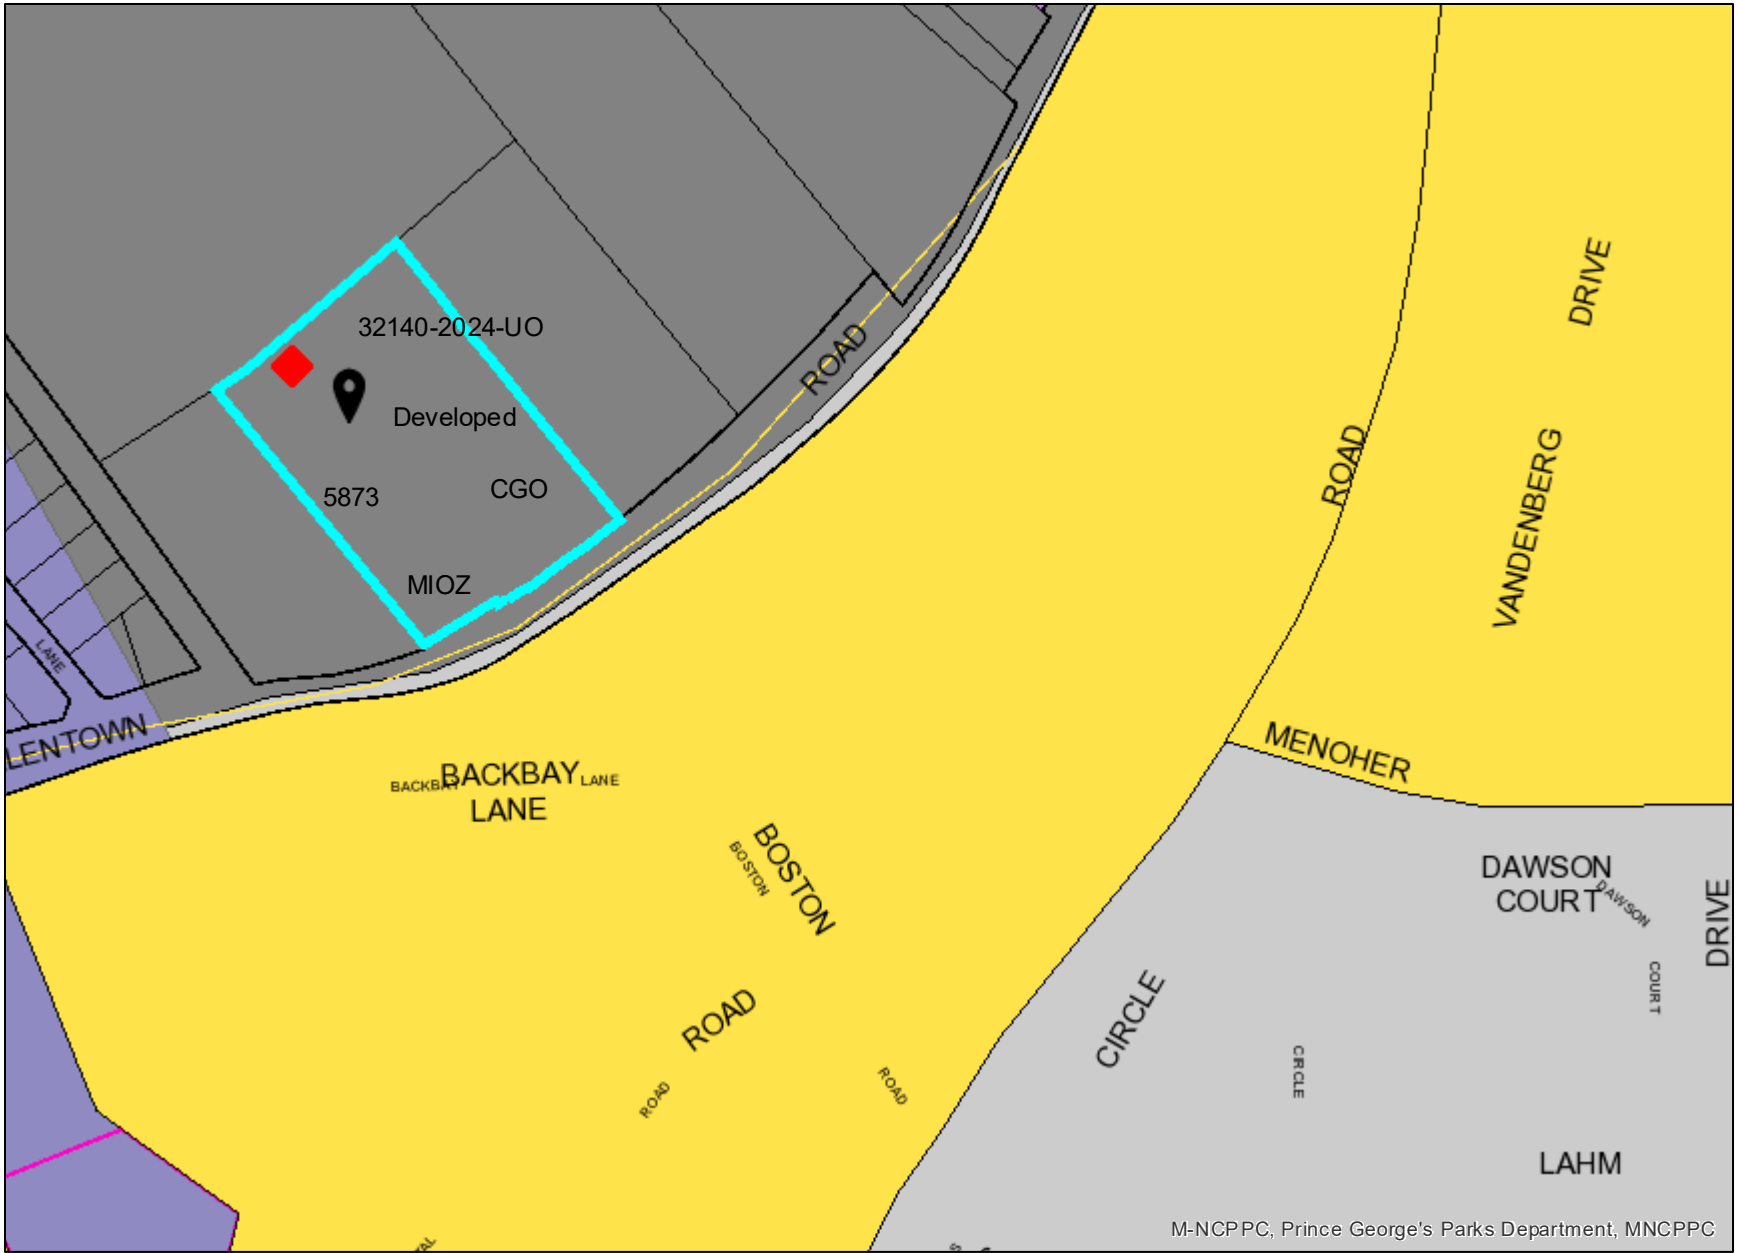 32140-2024-UO
Developed
5873
CGO
MIOZ
ROAD
DRIVE
ROAD
VANDENBERG
LANE
LENTOWN
MENOHER
BACKBAY
BACKBAY
LANE
LANE
BOSTON
BOSTON
DAWSON
COURT
DAWSON
COURT
DRIVE
ROAD
ROAD
ROAD
CIRCLE
CIRCLE
LAHM
M-NCPPC, Prince George's Parks Department, MNCPPC